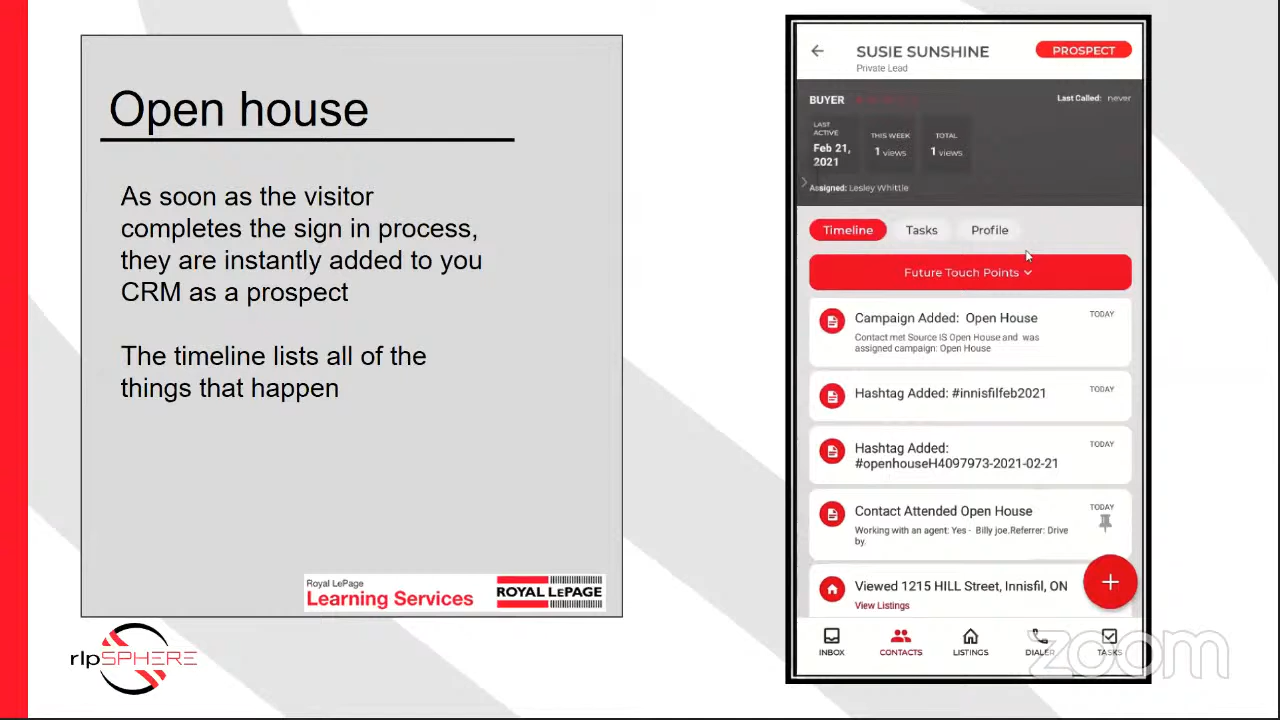 Open house
As soon as the visitor
completes the sign in process,
they are instantly added to you
CRM as a prospect
The timeline lists all of the
things that happen
Royal LePage
Learning Services
ROYAL LEPAGE
rlpSPHERE
SUSIE SUNSHINE
PROSPECT
Private Lead
BUYER
Last Called: never
LAST
ACTIVE
Feb 21,
2021
THIS WEEK
1 views
TOTAL
1 views
Assigned: Lesley Whittle
Timeline
Tasks
Profile
Future Touch Points
Campaign Added: Open House
TODAY
Contact met Source IS Open House and was
assigned campaign: Open House
Hashtag Added: #innisfilfeb2021
TODAY
Hashtag Added:
#openhouseH4097973-2021-02-21
TODAY
Contact Attended Open House
TODAY
Working with an agent: Yes - Billy joe.Referrer: Drive
by.
Viewed 1215 HILL Street, Innisfil, ON
View Listings
INBOX
CONTACTS
LISTINGS
DIALER
TASKS
zoom